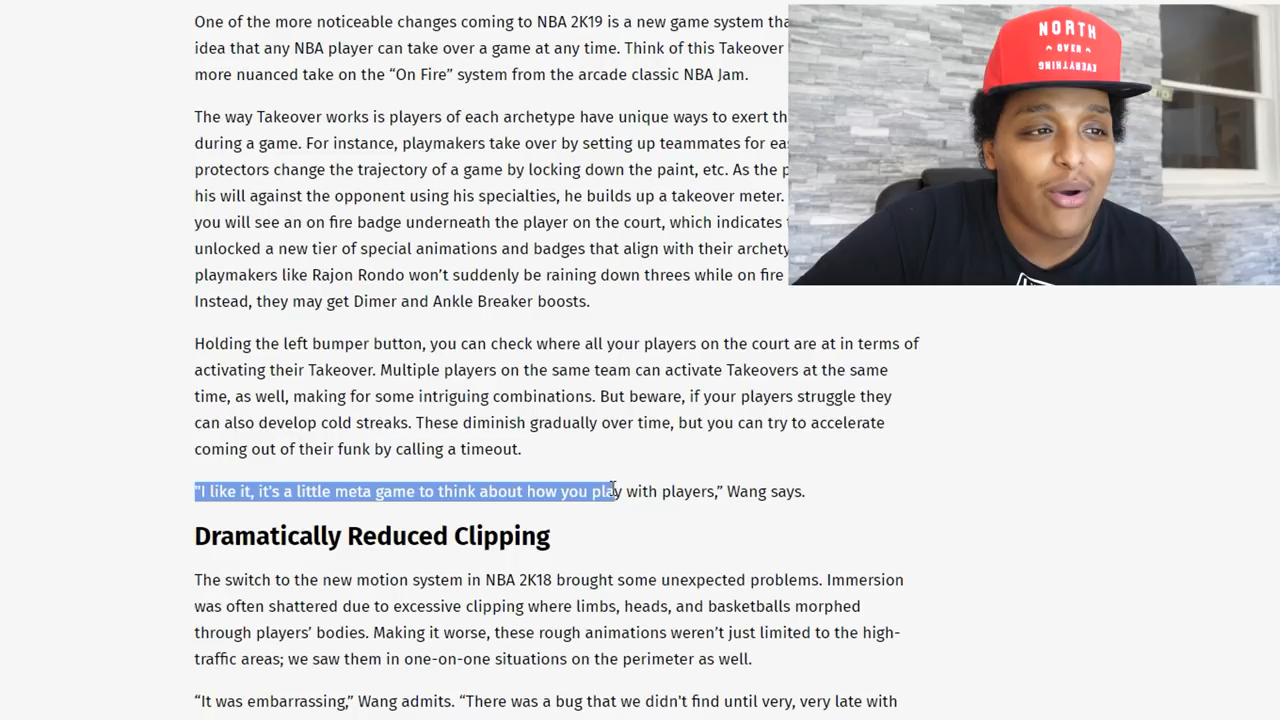 One of the more noticeable changes coming to NBA 2K19 is a new game system
idea that any NBA player can take over a game at any time. Think of this Takeover
more nuanced take on the “On Fire” system from the arcade classic NBA Jam.
The way Takeover works is players of each archetype have unique ways to exert
during a game. For instance, playmakers take over by setting up teammates for
protectors change the trajectory of a game by locking down the paint, etc. As the
his will against the opponent using his specialties, he builds up a takeover meter.
you will see an on fire badge underneath the player on the court, which indicates
unlocked a new tier of special animations and badges that align with their
playmakers like Rajon Rondo won’t suddenly be raining down threes while on fire
Instead, they may get Dimer and Ankle Breaker boosts.
Holding the left bumper button, you can check where all your players on the court are at in terms of
activating their Takeover. Multiple players on the same team can activate Takeovers at the same
time, as well, making for some intriguing combinations. But beware, if your players struggle they
can also develop cold streaks. These diminish gradually over time, but you can try to accelerate
coming out of their funk by calling a timeout.
"I like it, it's a little meta game to think about how you play with players,” Wang says.
Dramatically Reduced Clipping
The switch to the new motion system in NBA 2K18 brought some unexpected problems. Immersion
was often shattered due to excessive clipping where limbs, heads, and basketballs morphed
through players’ bodies. Making it worse, these rough animations weren’t just limited to the high-
traffic areas; we saw them in one-on-one situations on the perimeter as well.
“It was embarrassing,” Wang admits. “There was a bug that we didn't find until very, very late with
NORTH
OVER
EVERYTHING